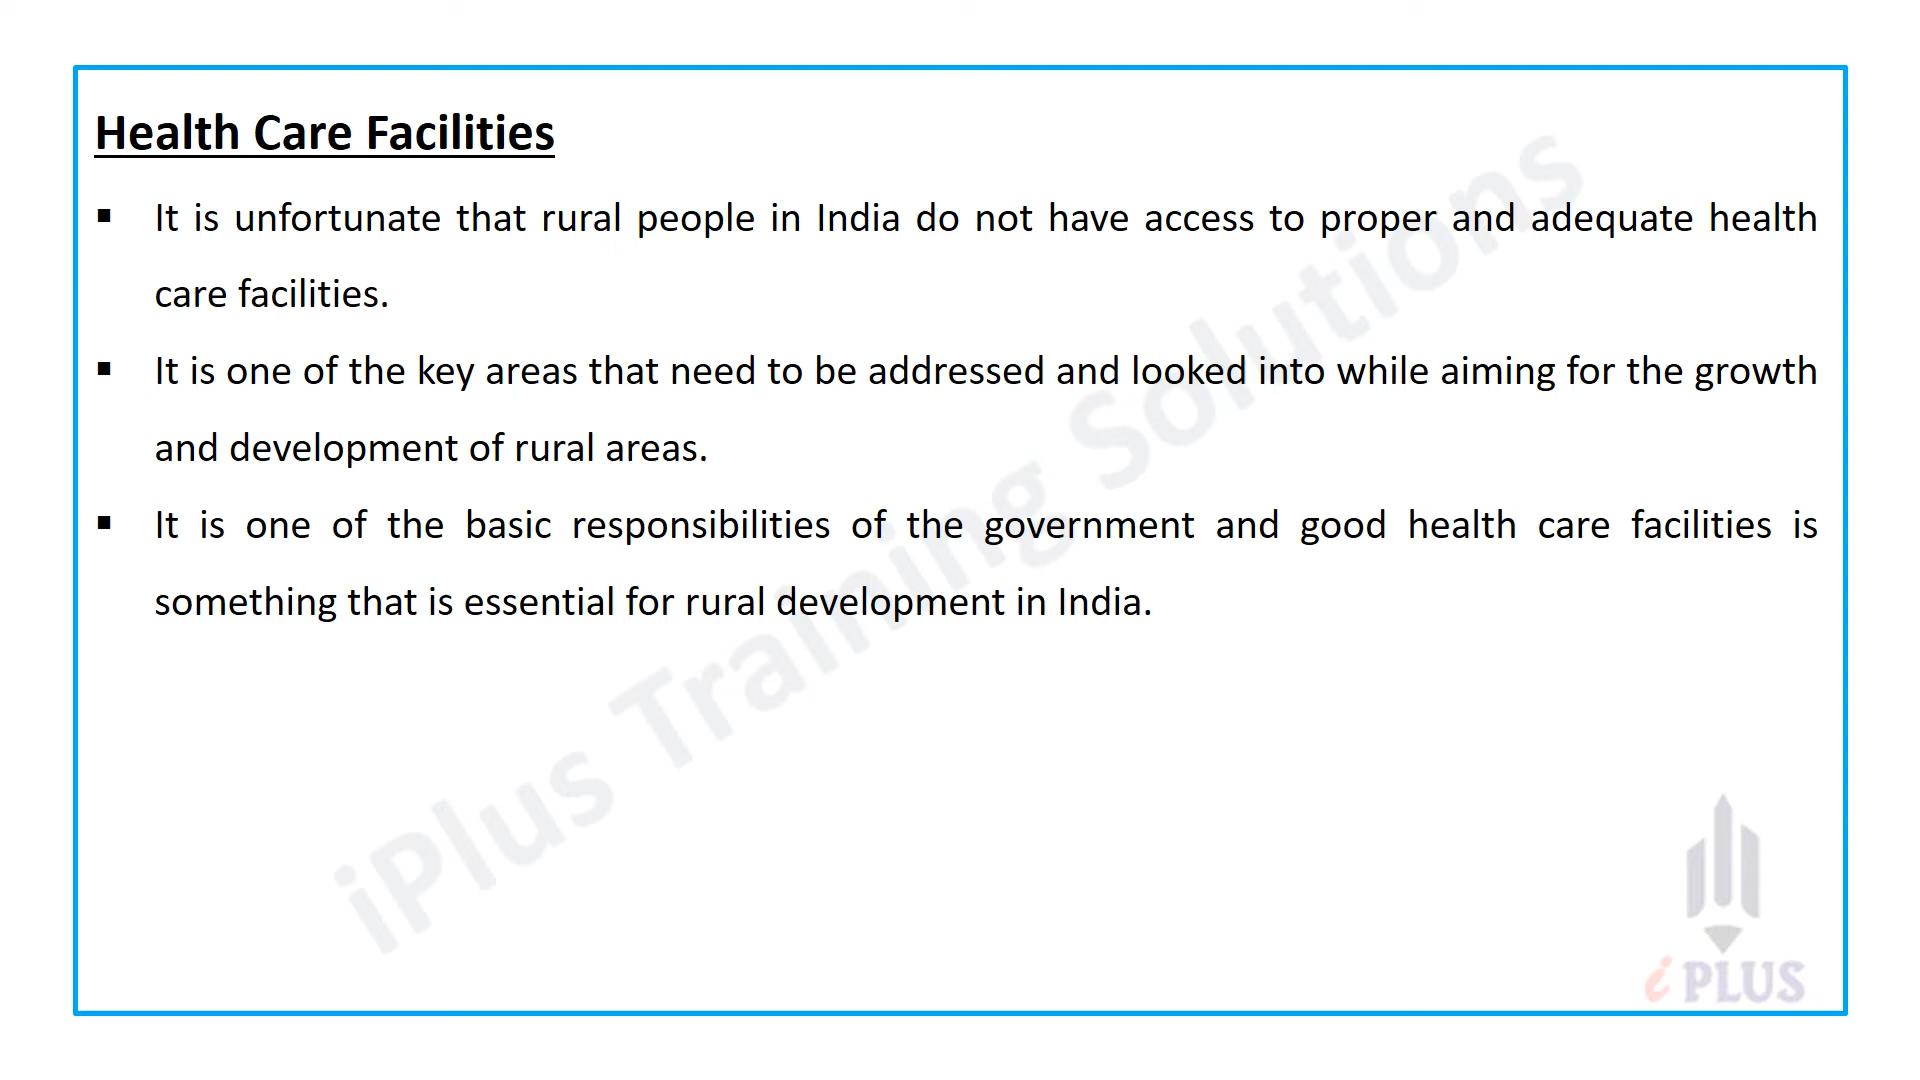 Health Care Facilities
▪ It is unfortunate that rural people in India do not have access to proper and adequate health
care facilities.
▪ It is one of the key areas that need to be addressed and looked into while aiming for the growth
and development of rural areas.
▪ It is one of the basic responsibilities of the government and good health care facilities is
something that is essential for rural development in India.
iPlus Training Solutions
i PLUS